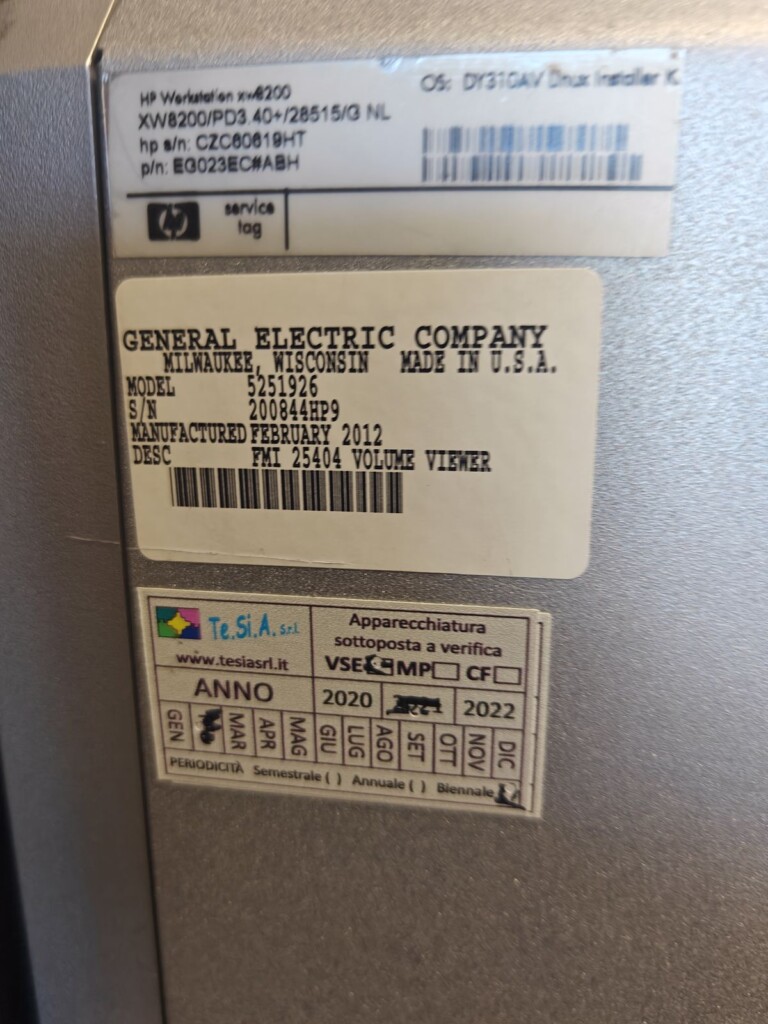 HP Workstation xw8200
OS: DY310AV Linux Installer K
XW8200/PD3.40+/28515/G NL
hp s/n: CZC60619HT
p/n: EG023EC#ABH
hp
service
tag
GENERAL ELECTRIC COMPANY
MILWAUKEE, WISCONSIN MADE IN U.S.A.
MODEL 5251926
S/N 200844HP9
MANUFACTURED FEBRUARY 2012
DESC FMI 25404 VOLUME VIEWER
Te.Si.A. s.r.l.
www.tesiasrl.it
Apparecchiatura
sottoposta a verifica
VSE MP CF
ANNO 2020 2022
GEN MAR APR MAG GIU LUG AGO SET OTT NOV DIC
PERIODICITÀ Semestrale ( ) Annuale ( ) Biennale